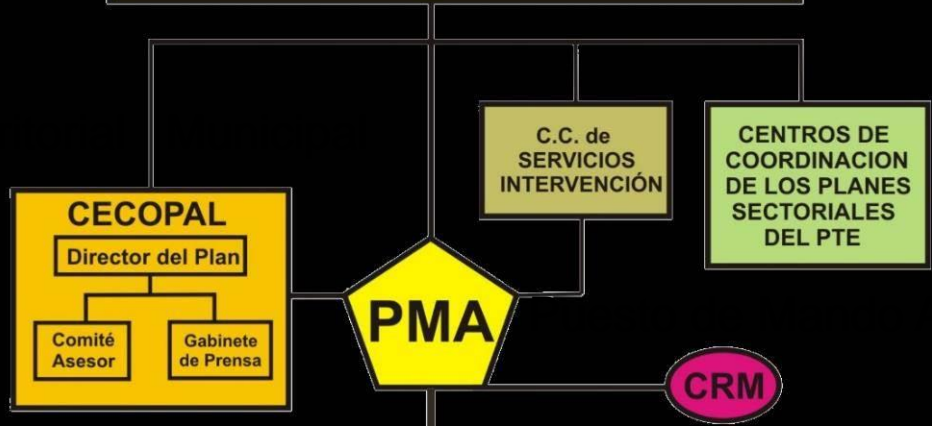 C.C. de
SERVICIOS
INTERVENCIÓN
CENTROS DE
COORDINACION
DE LOS PLANES
SECTORIALES
DEL PTE
CECOPAL
Director del Plan
Comité
Asesor
Gabinete
de Prensa
PMA
CRM